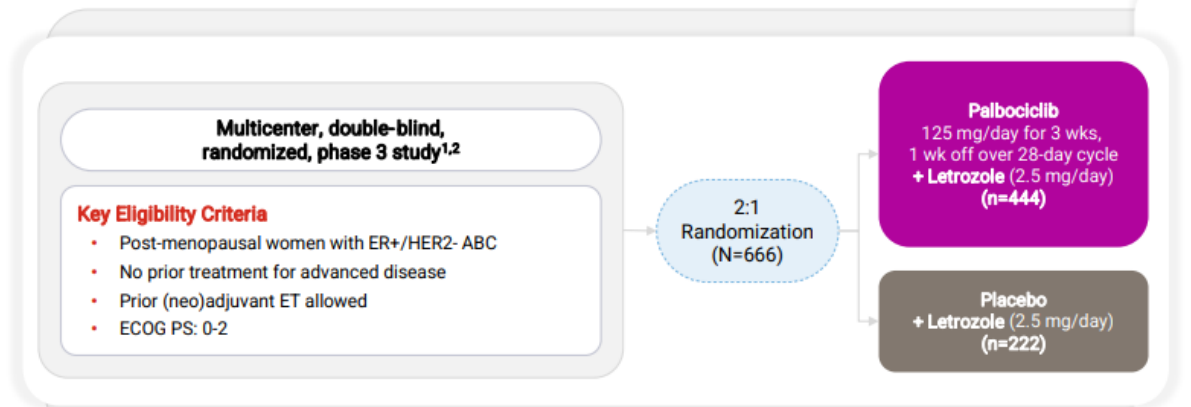 Multicenter, double-blind,
randomized, phase 3 study1,2
Key Eligibility Criteria
• Post-menopausal women with ER+/HER2- ABC
• No prior treatment for advanced disease
• Prior (neo)adjuvant ET allowed
• ECOG PS: 0-2
2:1
Randomization
(N=666)
Palbociclib
125 mg/day for 3 wks,
1 wk off over 28-day cycle
+ Letrozole (2.5 mg/day)
(n=444)
Placebo
+ Letrozole (2.5 mg/day)
(n=222)